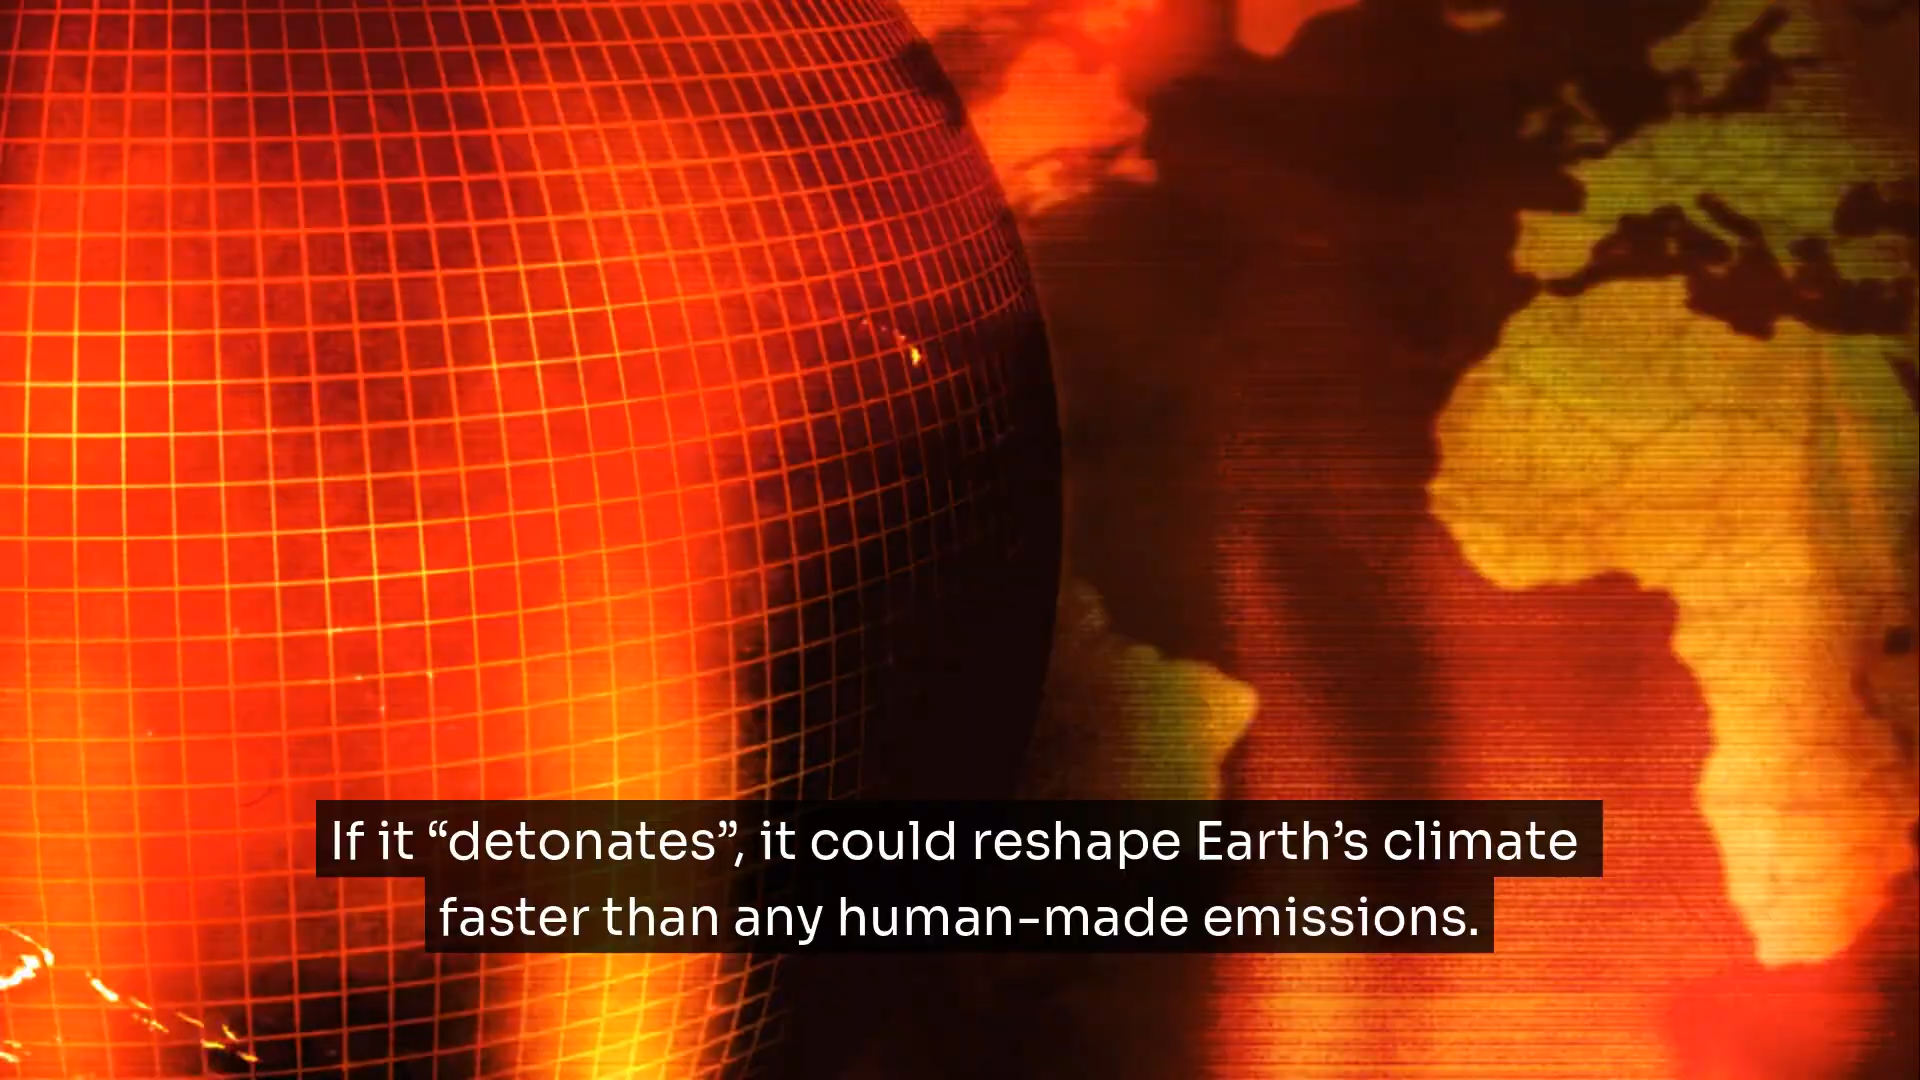 If it “detonates”, it could reshape Earth’s climate
faster than any human-made emissions.